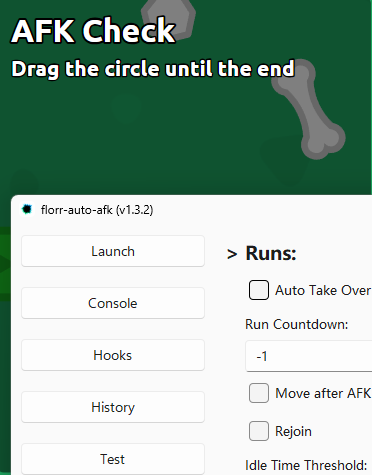 AFK Check
Drag the circle until the end
florr-auto-afk (v1.3.2)
Launch
> Runs:
Console
Auto Take Over
Run Countdown:
Hooks
-1
History
Move after AFK
Rejoin
Test
Idle Time Threshold: